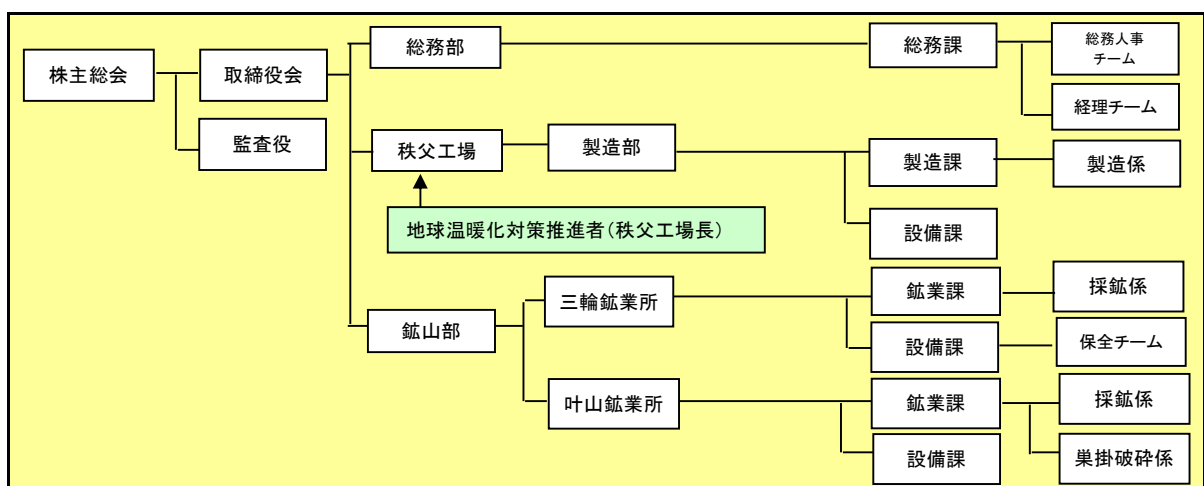 株主総会
取締役会
監査役
総務部
総務課
総務人事
チーム
経理チーム
秩父工場
製造部
製造課
製造係
設備課
地球温暖化対策推進者(秩父工場長)
鉱山部
三輪鉱業所
鉱業課
採鉱係
設備課
保全チーム
叶山鉱業所
鉱業課
採鉱係
設備課
巣掛破砕係